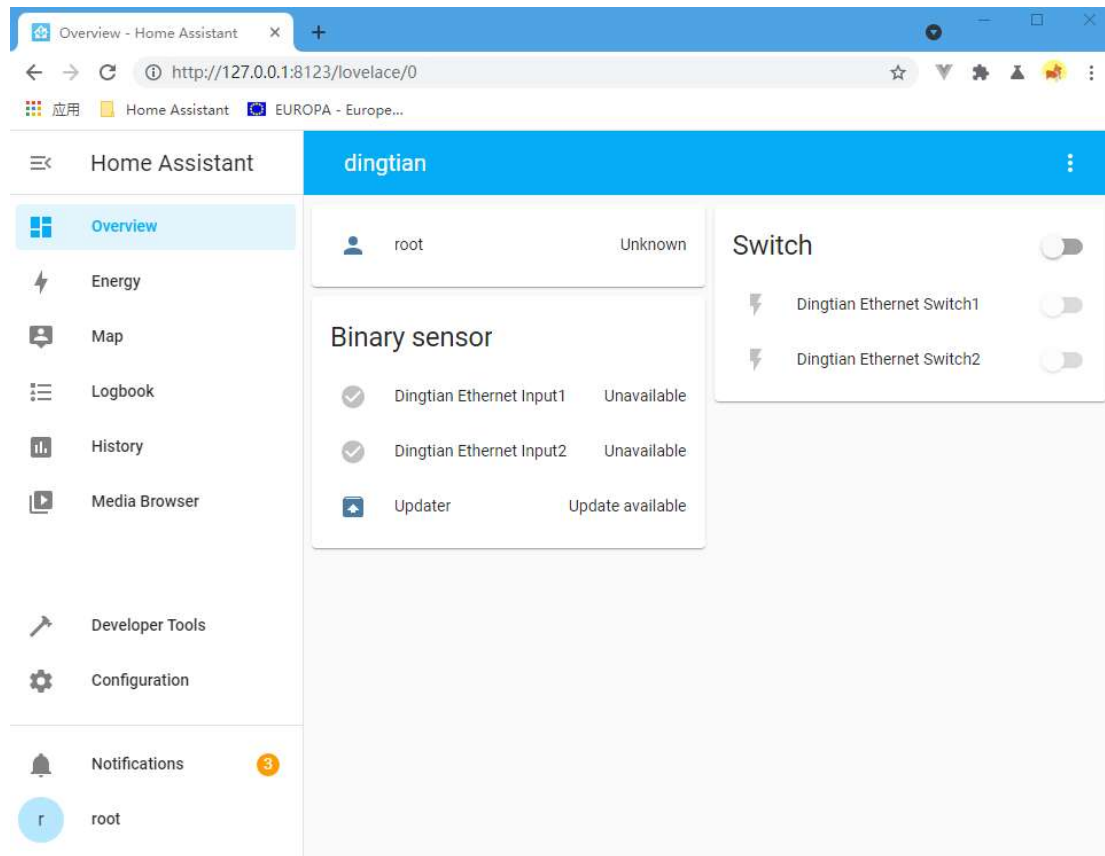 Overview - Home Assistant
http://127.0.0.1:8123/lovelace/0
应用 Home Assistant EUROPA - Europe...
Home Assistant
dingtian
Overview
Energy
Map
Logbook
History
Media Browser
Developer Tools
Configuration
Notifications 3
r root
root Unknown
Binary sensor
Dingtian Ethernet Input1 Unavailable
Dingtian Ethernet Input2 Unavailable
Updater Update available
Switch
Dingtian Ethernet Switch1
Dingtian Ethernet Switch2